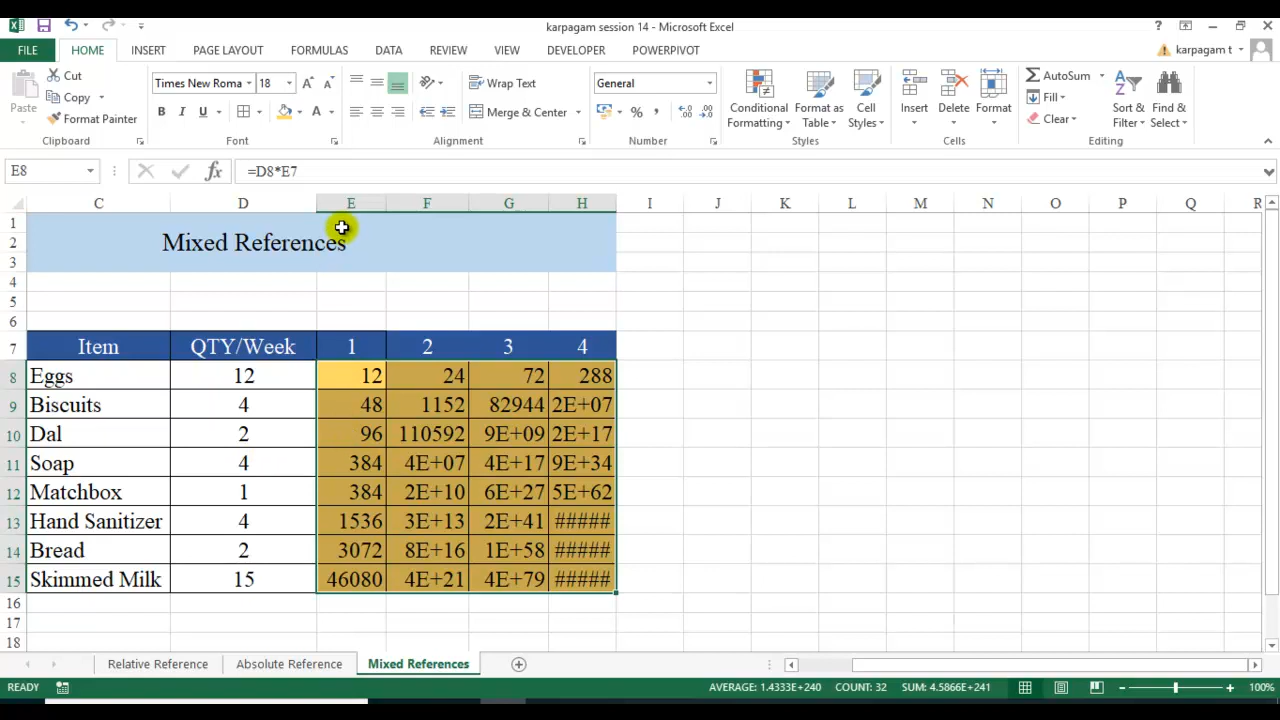 karpagam session 14 - Microsoft Excel
?
FILE HOME INSERT PAGE LAYOUT FORMULAS DATA REVIEW VIEW DEVELOPER POWERPIVOT karpagam t
Paste
Cut
Copy
Format Painter
Clipboard
Times New Roma 18
B I U A
Font
Wrap Text
Merge & Center
Alignment
General
%
Number
Conditional Formatting
Format as Table
Cell Styles
Styles
Insert
Delete
Format
Cells
AutoSum
Fill
Clear
Sort & Filter
Find & Select
Editing
E8 fx =D8*E7
C D E F G H I J K L M N O P Q R
1
2 Mixed References
3
4
5
6
7 Item QTY/Week 1 2 3 4
8 Eggs 12 12 24 72 288
9 Biscuits 4 48 1152 82944 2E+07
10 Dal 2 96 110592 9E+09 2E+17
11 Soap 4 384 4E+07 4E+17 9E+34
12 Matchbox 1 384 2E+10 6E+27 5E+62
13 Hand Sanitizer 4 1536 3E+13 2E+41 #####
14 Bread 2 3072 8E+16 1E+58 #####
15 Skimmed Milk 15 46080 4E+21 4E+79 #####
16
17
18
Relative Reference Absolute Reference Mixed References
READY AVERAGE: 1.4333E+240 COUNT: 32 SUM: 4.5866E+241 100%